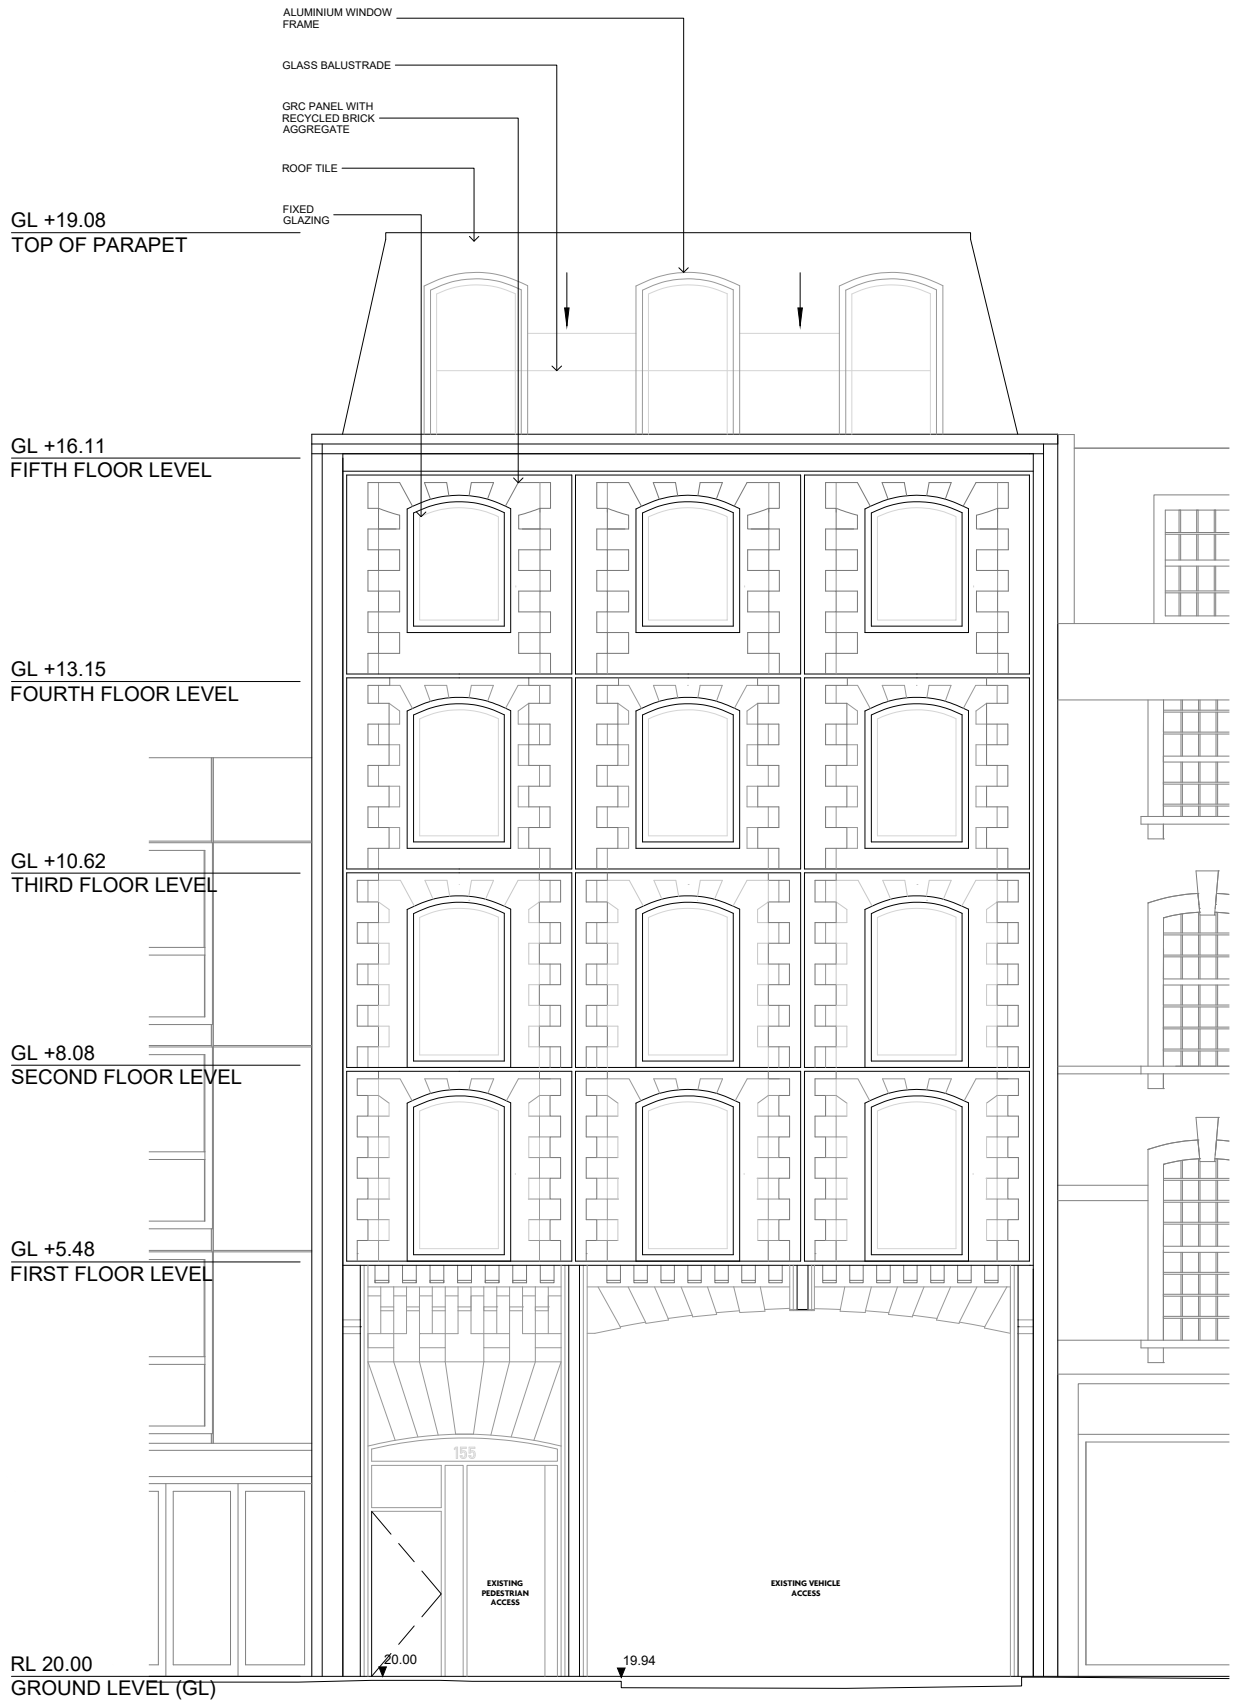 ALUMINIUM WINDOW
FRAME
GLASS BALUSTRADE
GRC PANEL WITH
RECYCLED BRICK
AGGREGATE
ROOF TILE
FIXED
GLAZING
GL +19.08
TOP OF PARAPET
GL +16.11
FIFTH FLOOR LEVEL
GL +13.15
FOURTH FLOOR LEVEL
GL +10.62
THIRD FLOOR LEVEL
GL +8.08
SECOND FLOOR LEVEL
GL +5.48
FIRST FLOOR LEVEL
155
EXISTING
PEDESTRIAN
ACCESS
EXISTING VEHICLE
ACCESS
20.00
19.94
RL 20.00
GROUND LEVEL (GL)